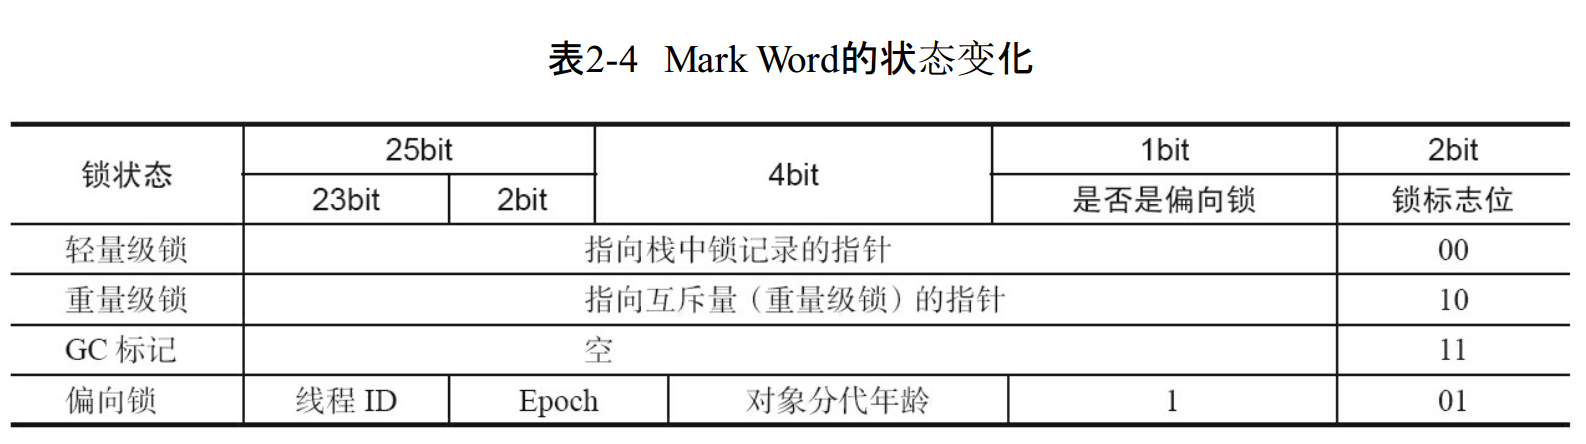 表2-4 Mark Word的状态变化
锁状态 25bit 4bit 1bit 2bit
23bit 2bit 是否是偏向锁 锁标志位
轻量级锁 指向栈中锁记录的指针 00
重量级锁 指向互斥量（重量级锁）的指针 10
GC 标记 空 11
偏向锁 线程 ID Epoch 对象分代年龄 1 01